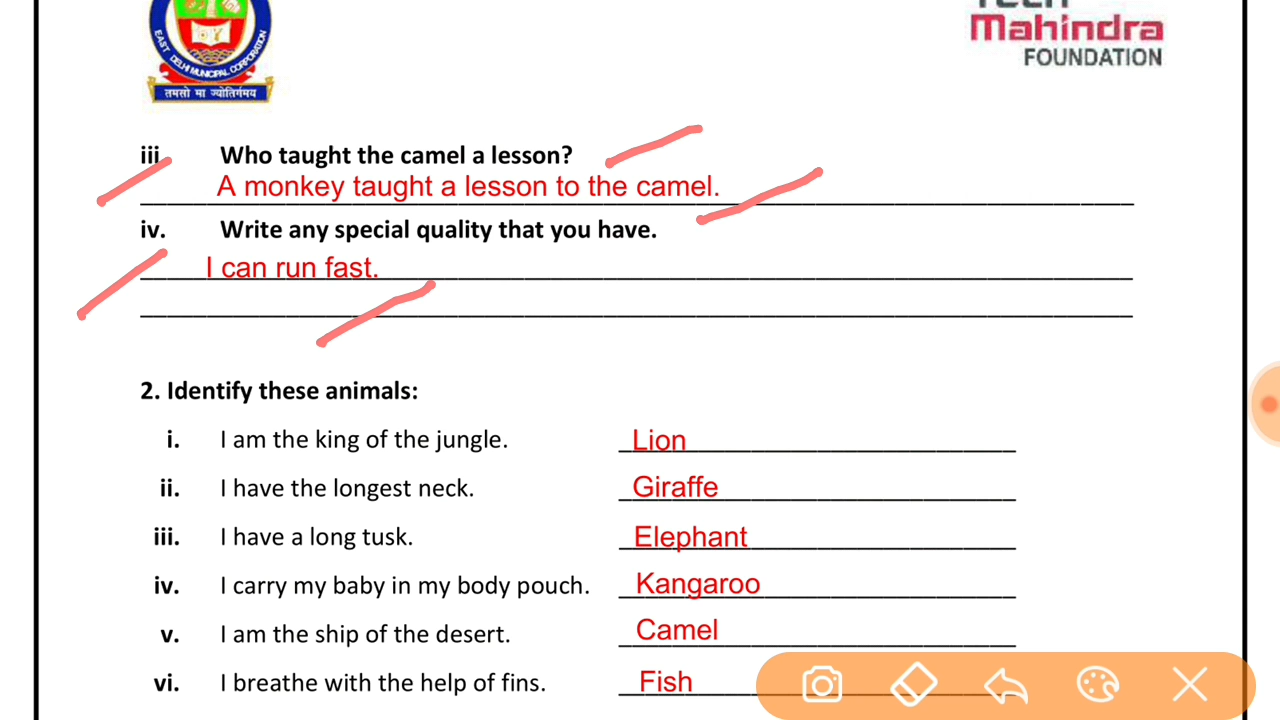 EAST DELHI MUNICIPAL CORPORATION
तमसो मा ज्योतिर्गमय
Mahindra
FOUNDATION
iii. Who taught the camel a lesson?
A monkey taught a lesson to the camel.
iv. Write any special quality that you have.
I can run fast.
2. Identify these animals:
i. I am the king of the jungle. Lion
ii. I have the longest neck. Giraffe
iii. I have a long tusk. Elephant
iv. I carry my baby in my body pouch. Kangaroo
v. I am the ship of the desert. Camel
vi. I breathe with the help of fins. Fish